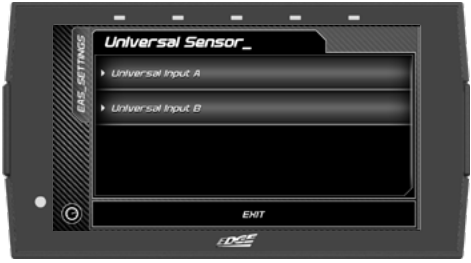 Universal Sensor_
EAS_SETTINGS
Universal Input A
Universal Input B
EXIT
EDGE